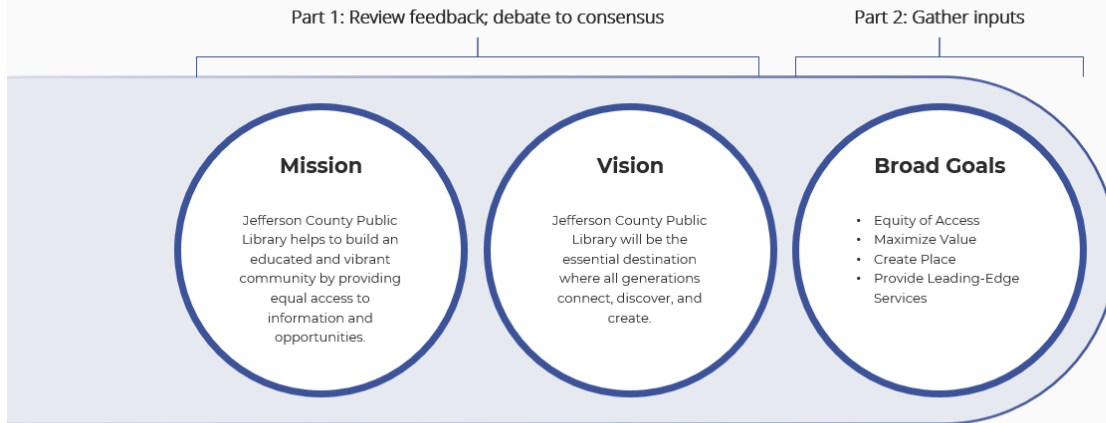 Part 1: Review feedback; debate to consensus
Part 2: Gather inputs
Mission
Jefferson County Public
Library helps to build an
educated and vibrant
community by providing
equal access to
information and
opportunities.
Vision
Jefferson County Public
Library will be the
essential destination
where all generations
connect, discover, and
create.
Broad Goals
• Equity of Access
• Maximize Value
• Create Place
• Provide Leading-Edge
Services